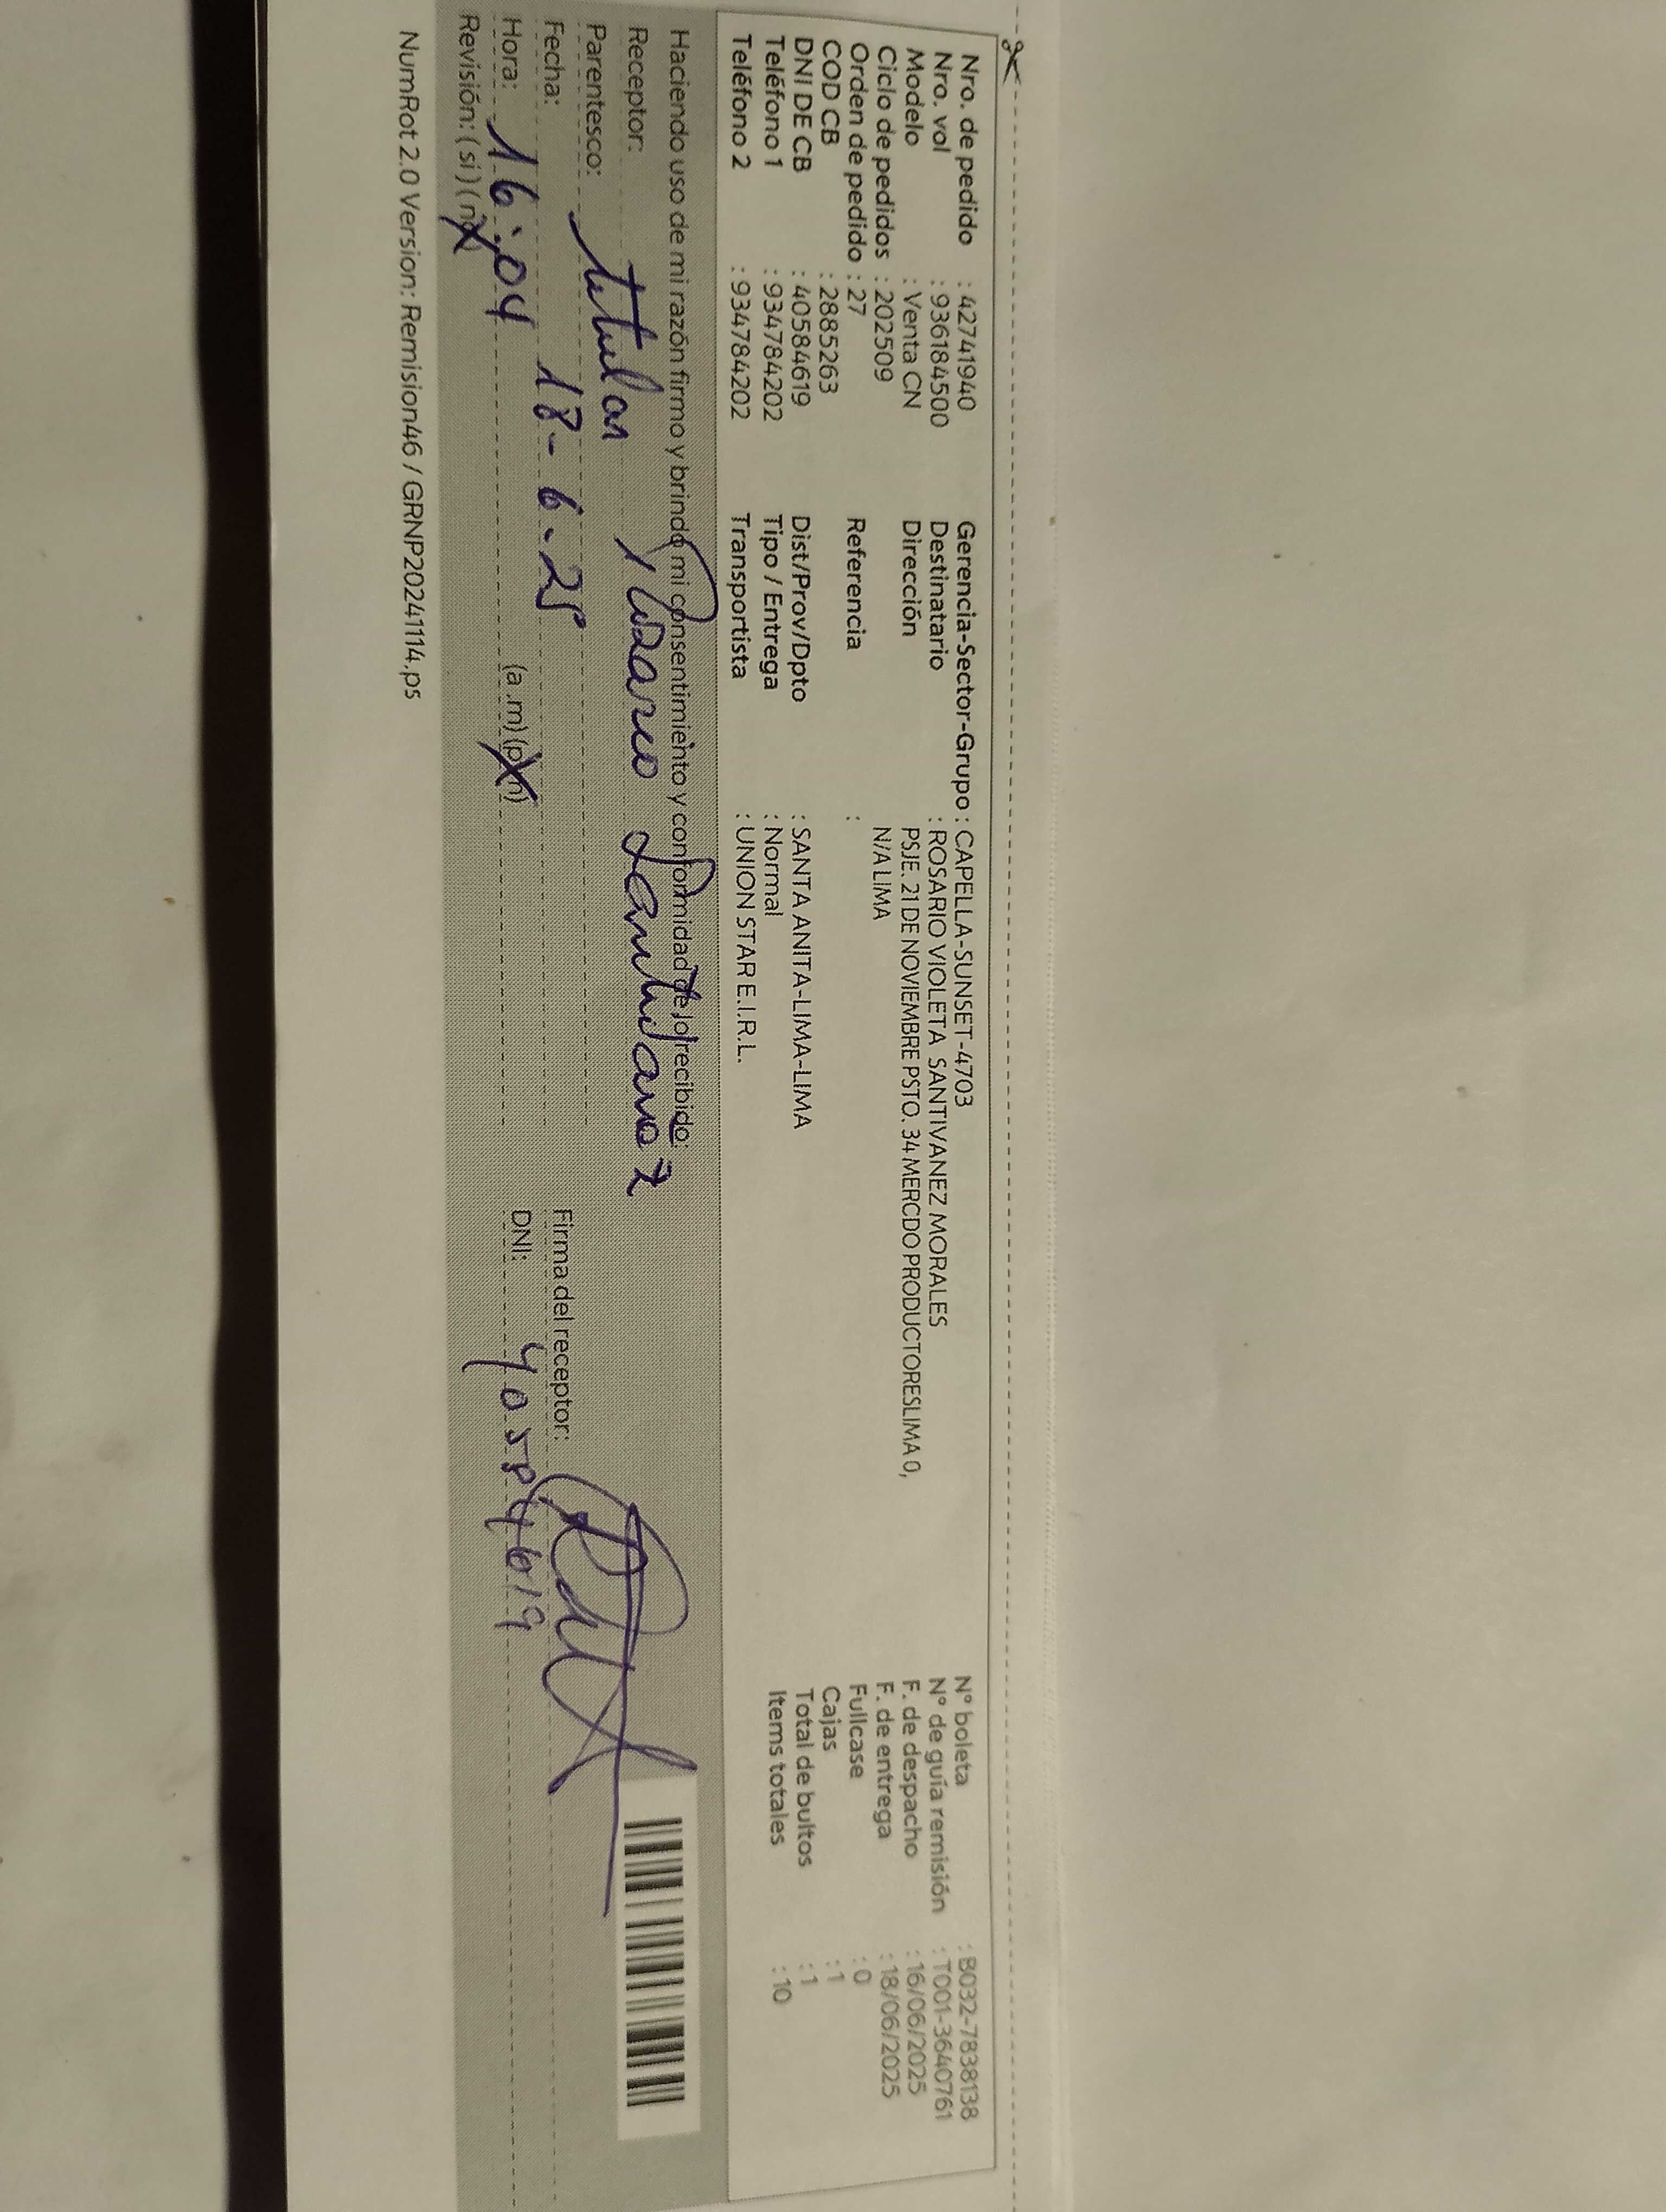 Nro. de pedido : 42741940
Nro. vol : 936184500
Modelo : Venta CN
Ciclo de pedidos : 202509
Orden de pedido : 27
COD CB : 2885263
DNI DE CB : 40584619
Teléfono 1 : 934784202
Teléfono 2 : 934784202
Gerencia-Sector-Grupo : CAPELLA-SUNSET-4703
Destinatario : ROSARIO VIOLETA SANTIVANEZ MORALES
Dirección PSJE. 21 DE NOVIEMBRE PSTO. 34 MERCDO PRODUCTORESLIMA 0,
N/A LIMA
Referencia :
Dist/Prov/Dpto : SANTA ANITA-LIMA-LIMA
Tipo / Entrega : Normal
Transportista : UNION STAR E.I.R.L.
N° boleta : B032-7838138
N° de guía remisión : T001-3640761
F. de despacho : 16/06/2025
F. de entrega : 18/06/2025
Fullcase : 0
Cajas : 1
Total de bultos : 1
Items totales : 10
Haciendo uso de mi razón firmo y brindo mi consentimiento y conformidad de lo recibido:
Receptor:
Parentesco: titular
Fecha: 18-6-25
Hora: 16:04 (a.m) (p.m)
Revisión: (si) (no)
Firma del receptor:
DNI: 40584619
NumRot 2.0 Version: Remision46 / GRNP20241114.ps